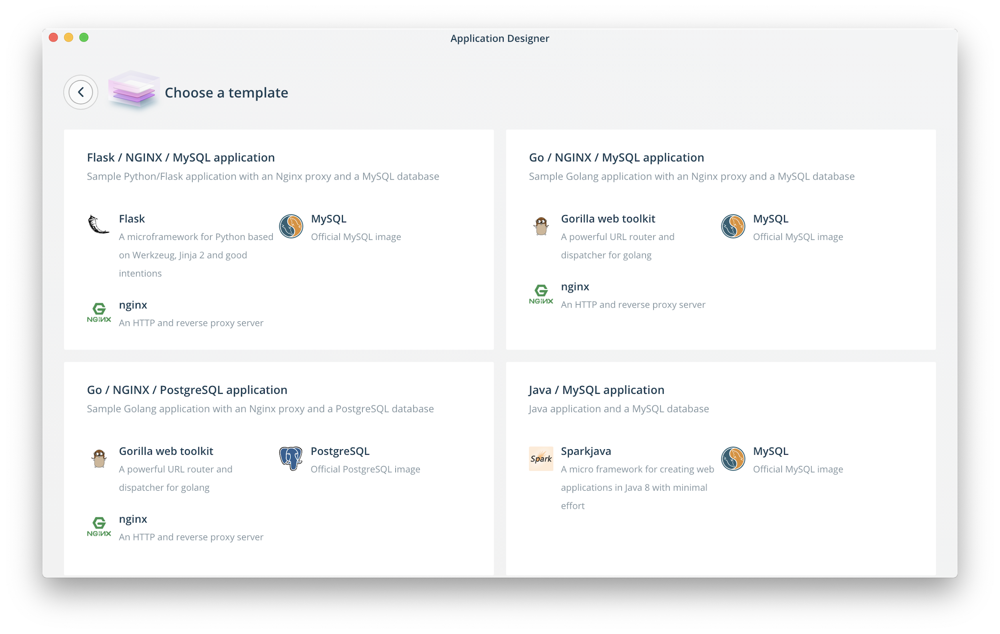 Application Designer
Choose a template
Flask / NGINX / MySQL application
Sample Python/Flask application with an Nginx proxy and a MySQL database
Flask
A microframework for Python based
on Werkzeug, Jinja 2 and good
intentions
MySQL
Official MySQL image
NGINX
nginx
An HTTP and reverse proxy server
Go / NGINX / MySQL application
Sample Golang application with an Nginx proxy and a MySQL database
Gorilla web toolkit
A powerful URL router and
dispatcher for golang
MySQL
Official MySQL image
NGINX
nginx
An HTTP and reverse proxy server
Go / NGINX / PostgreSQL application
Sample Golang application with an Nginx proxy and a PostgreSQL database
Gorilla web toolkit
A powerful URL router and
dispatcher for golang
PostgreSQL
Official PostgreSQL image
NGINX
nginx
An HTTP and reverse proxy server
Java / MySQL application
Java application and a MySQL database
Spark
Sparkjava
A micro framework for creating web
applications in Java 8 with minimal
effort
MySQL
Official MySQL image